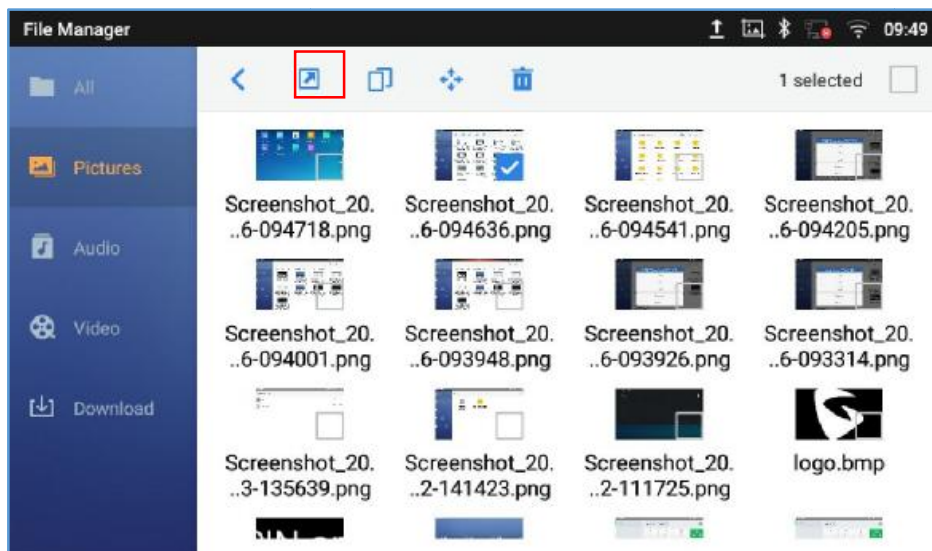 File Manager
09:49
All
1 selected
Pictures
Screenshot_20.
..6-094718.png
Screenshot_20.
..6-094636.png
Screenshot_20.
..6-094541.png
Screenshot_20.
..6-094205.png
Audio
Screenshot_20.
..6-094001.png
Screenshot_20.
..6-093948.png
Screenshot_20.
..6-093926.png
Screenshot_20.
..6-093314.png
Video
Download
Screenshot_20.
..3-135639.png
Screenshot_20.
..2-141423.png
Screenshot_20.
..2-111725.png
logo.bmp